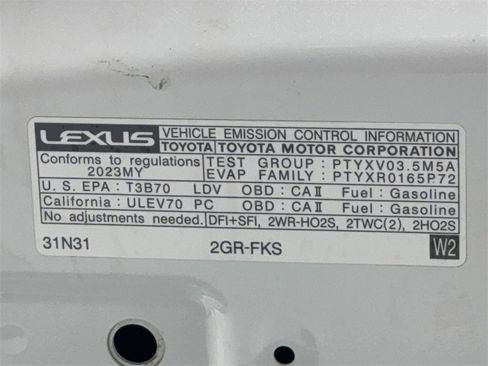 LEXUS VEHICLE EMISSION CONTROL INFORMATION
TOYOTA TOYOTA MOTOR CORPORATION
Conforms to regulations 2023MY
TEST GROUP : PTYXV03.5M5A
EVAP FAMILY : PTYXR0165P72
U. S. EPA : T3B70 LDV OBD : CAⅡ Fuel : Gasoline
California : ULEV70 PC OBD : CAⅡ Fuel : Gasoline
No adjustments needed. DFI+SFI, 2WR-HO2S, 2TWC(2), 2HO2S
31N31 2GR-FKS W2